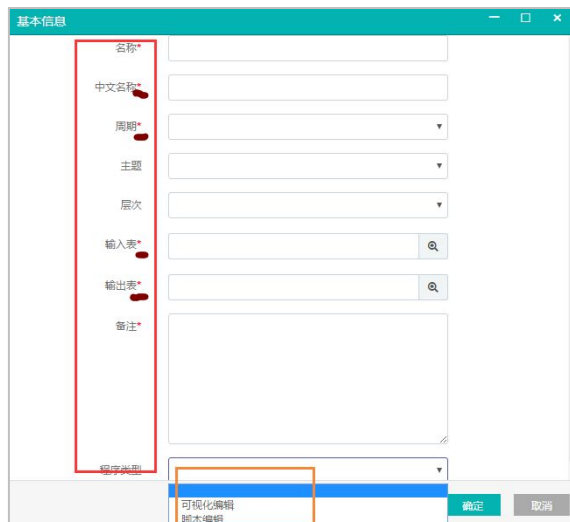 基本信息
名称*
中文名称*
周期*
主题
层次
输入表*
输出表*
备注*
程序类型
可视化编辑
脚本编辑
确定 取消